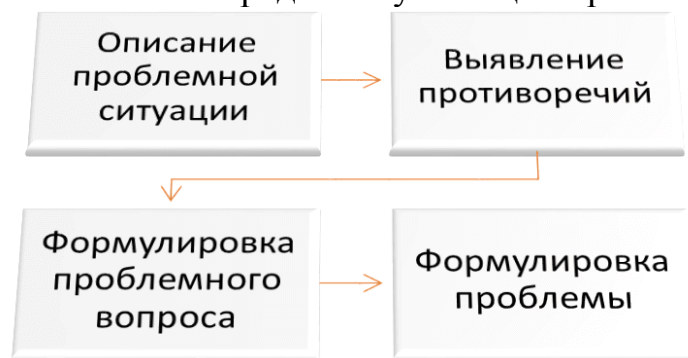 Описание
проблемной
ситуации
Выявление
противоречий
Формулировка
проблемного
вопроса
Формулировка
проблемы